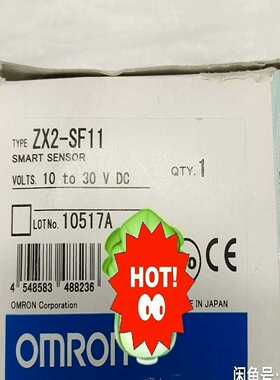 TYPE ZX2-SF11
SMART SENSOR
QTY. 1
VOLTS. 10 to 30 V DC
LOT No. 10517A
HOT!
4 548583 488236
OMRON Corporation
MADE IN JAPAN
OMRON
闲鱼号: